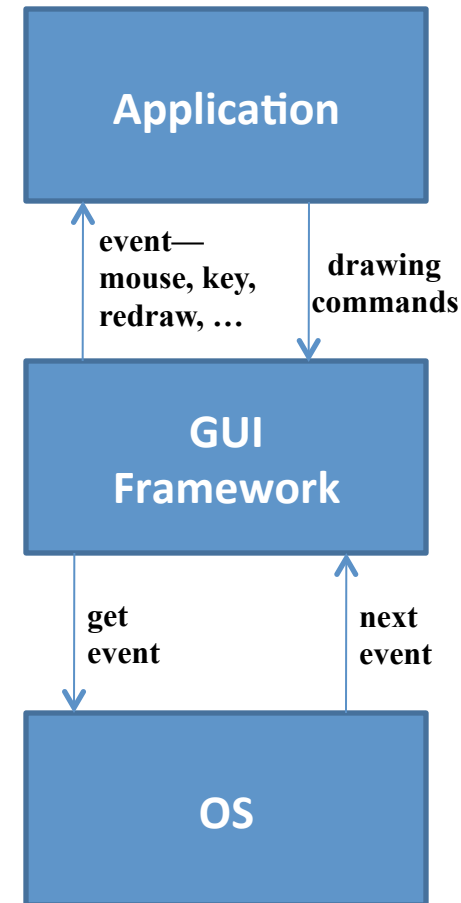 Application
event—
mouse, key,
redraw, …
drawing
commands
GUI
Framework
get
event
next
event
OS